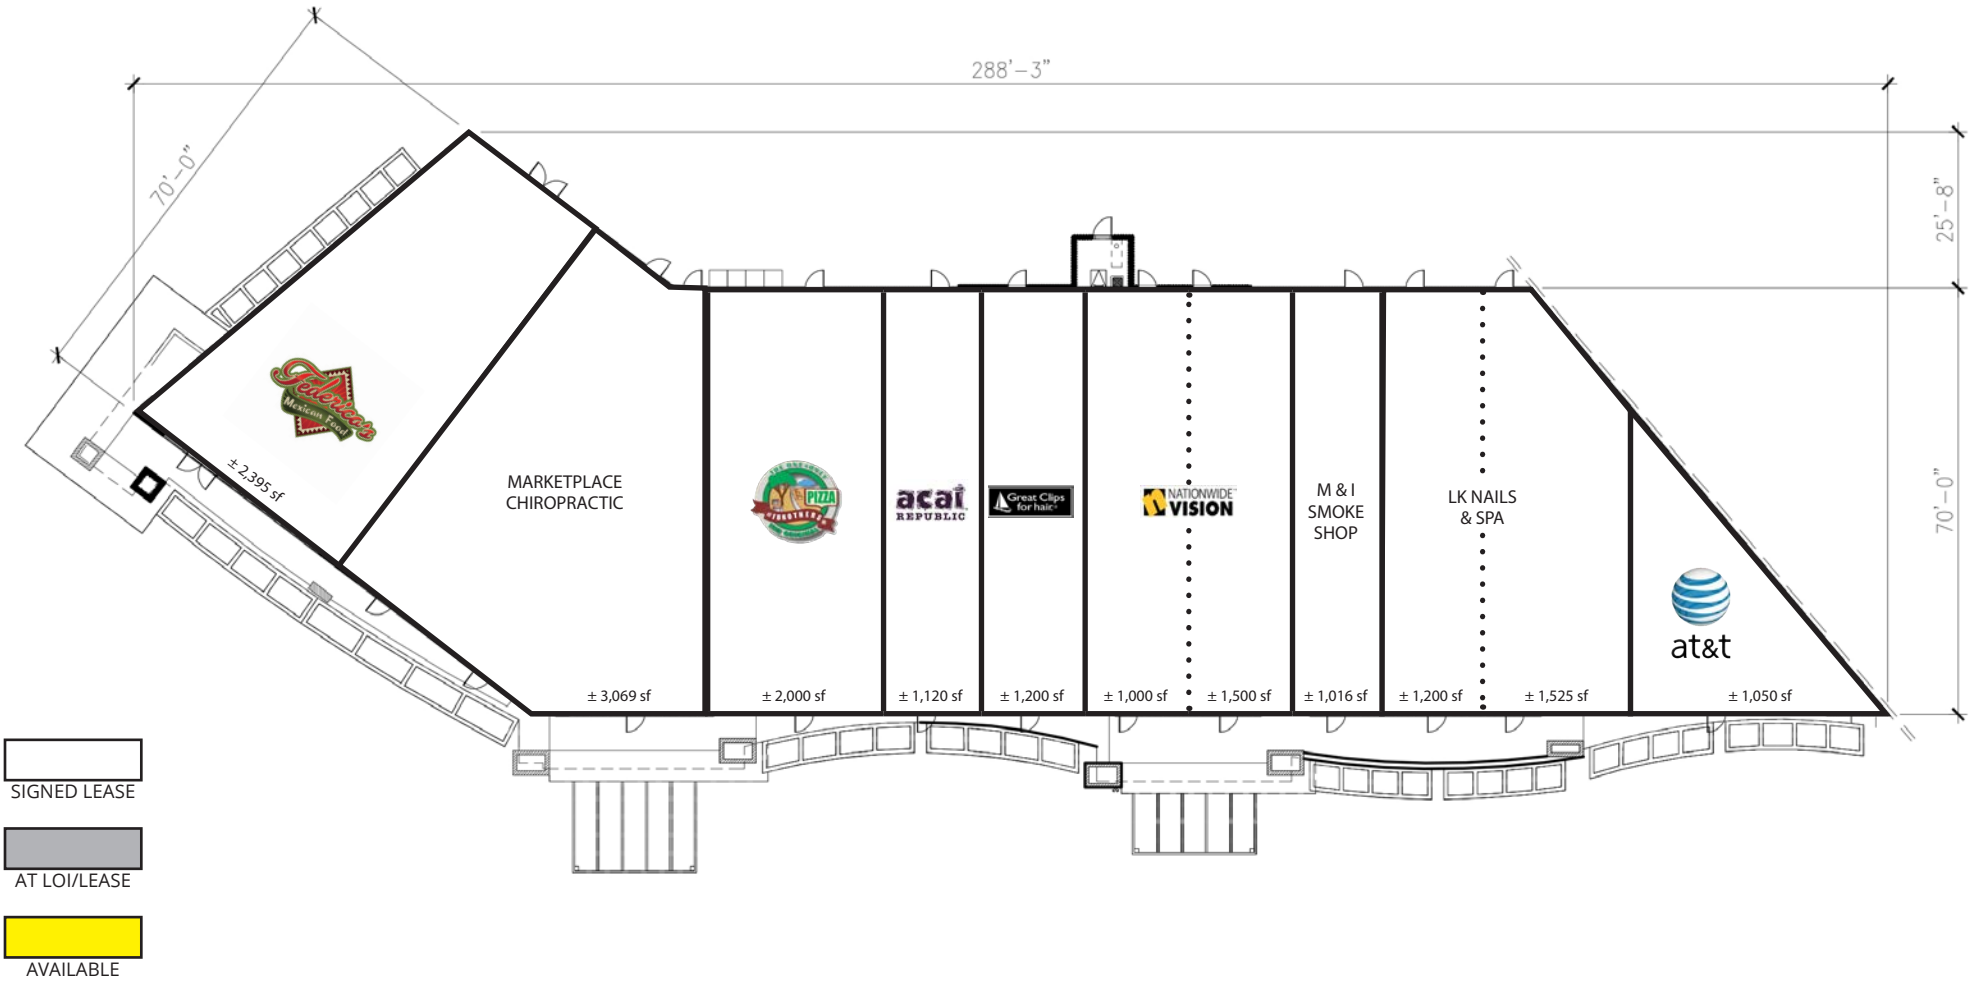 288'-3"
70'-0"
25'-8"
70'-0"
Federico's
Mexican Food
± 2,395 sf
MARKETPLACE
CHIROPRACTIC
± 3,069 sf
PIZZA
BROTHERS
± 2,000 sf
acai
REPUBLIC
± 1,120 sf
Great Clips
for hair
± 1,200 sf
NATIONWIDE
VISION
± 1,000 sf
± 1,500 sf
M & I
SMOKE
SHOP
± 1,016 sf
LK NAILS
& SPA
± 1,200 sf
± 1,525 sf
at&t
± 1,050 sf
SIGNED LEASE
AT LOI/LEASE
AVAILABLE